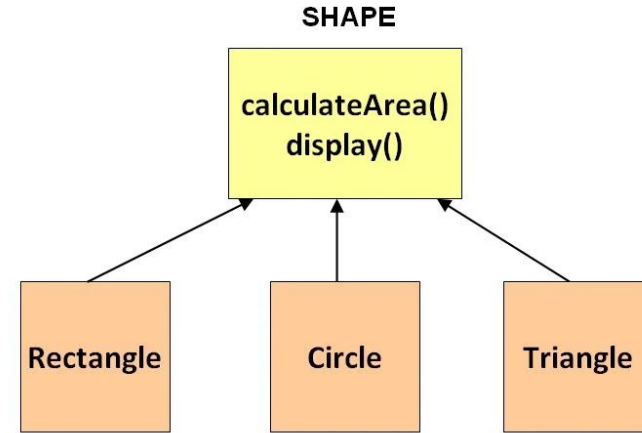 SHAPE
calculateArea()
display()
Rectangle
Circle
Triangle